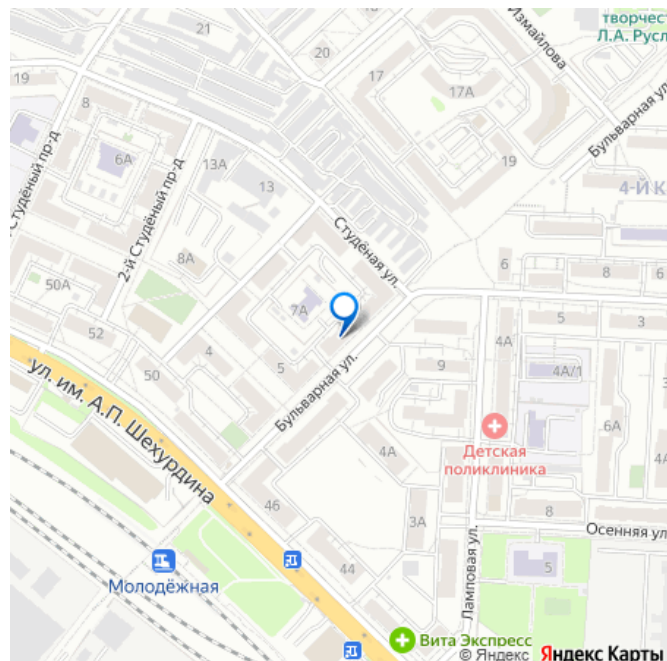 творчест
Л.А. Русл
Измайлова
21
20
19
17
17А
8
6А
13А
13
19
Бульварная ул.
4-Й К
Студёный пр-д
2-й Студёный пр-д
Студёная ул.
8А
50А
52
7А
6
8
6
5
3
4А
4
50
5
9
4А/1
ул. им. А.П. Шехурдина
Бульварная ул.
6А
4А
4А
Детская
поликлиника
46
3А
8
Осенняя ул
Ламповая ул.
Молодёжная
44
5
Вита Экспресс
© Яндекс Яндекс Карты